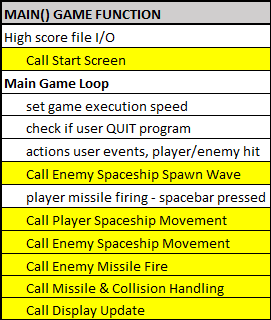 MAIN() GAME FUNCTION
High score file I/O
Call Start Screen
Main Game Loop
set game execution speed
check if user QUIT program
actions user events, player/enemy hit
Call Enemy Spaceship Spawn Wave
player missile firing - spacebar pressed
Call Player Spaceship Movement
Call Enemy Spaceship Movement
Call Enemy Missile Fire
Call Missile & Collision Handling
Call Display Update